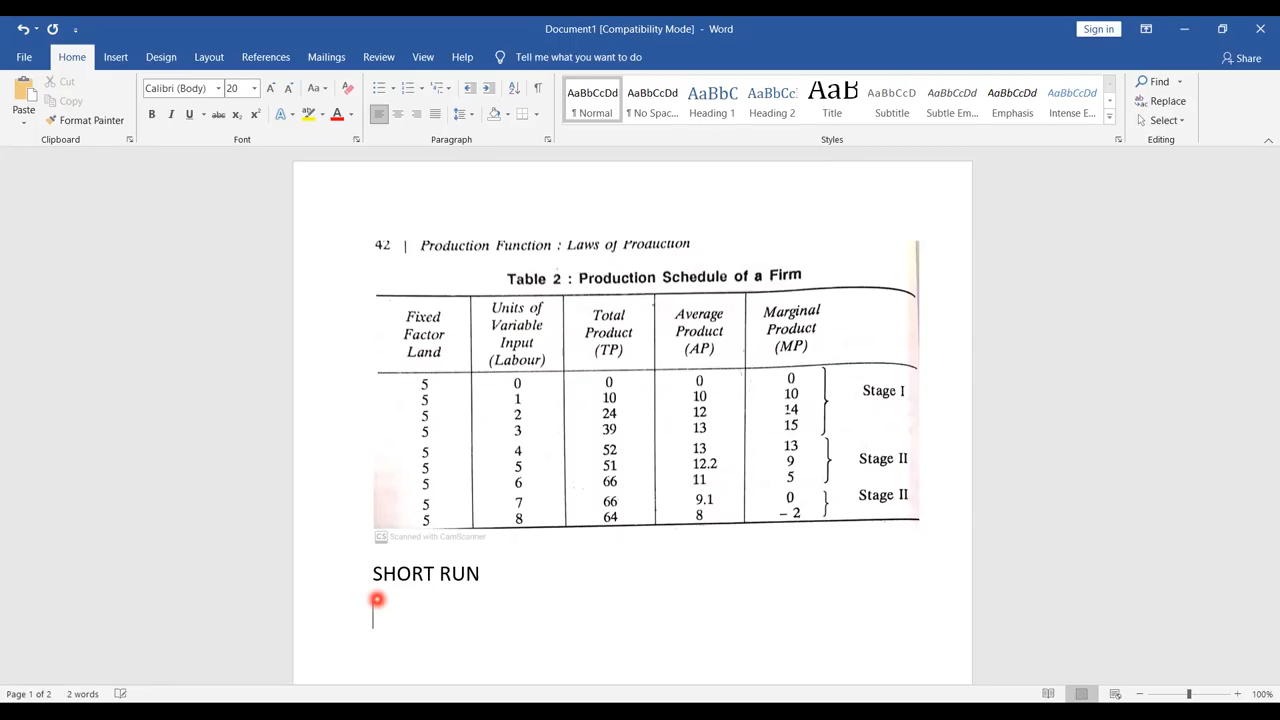 Document1 [Compatibility Mode] - Word
Sign in
File Home Insert Design Layout References Mailings Review View Help Tell me what you want to do
Share
Paste
Cut
Copy
Format Painter
Clipboard
Calibri (Body) 20
Aa
B I U abc x₂ x² A A
Font
Paragraph
AaBbCcDd AaBbCcDd AaBbC AaBbCc AaB AaBbCcD AaBbCcDd AaBbCcDd AaBbCcDd
¶ Normal ¶ No Spac... Heading 1 Heading 2 Title Subtitle Subtle Em... Emphasis Intense E...
Styles
Find
Replace
Select
Editing
42 | Production Function : Laws of Production
Table 2 : Production Schedule of a Firm
Fixed Factor Land
Units of Variable Input (Labour)
Total Product (TP)
Average Product (AP)
Marginal Product (MP)
5 0 0 0 0
5 1 10 10 10 Stage I
5 2 24 12 14
5 3 39 13 15
5 4 52 13 13
5 5 51 12.2 9 Stage II
5 6 66 11 5
5 7 66 9.1 0 Stage II
5 8 64 8 – 2
CS Scanned with CamScanner
SHORT RUN
Page 1 of 2 2 words
100%